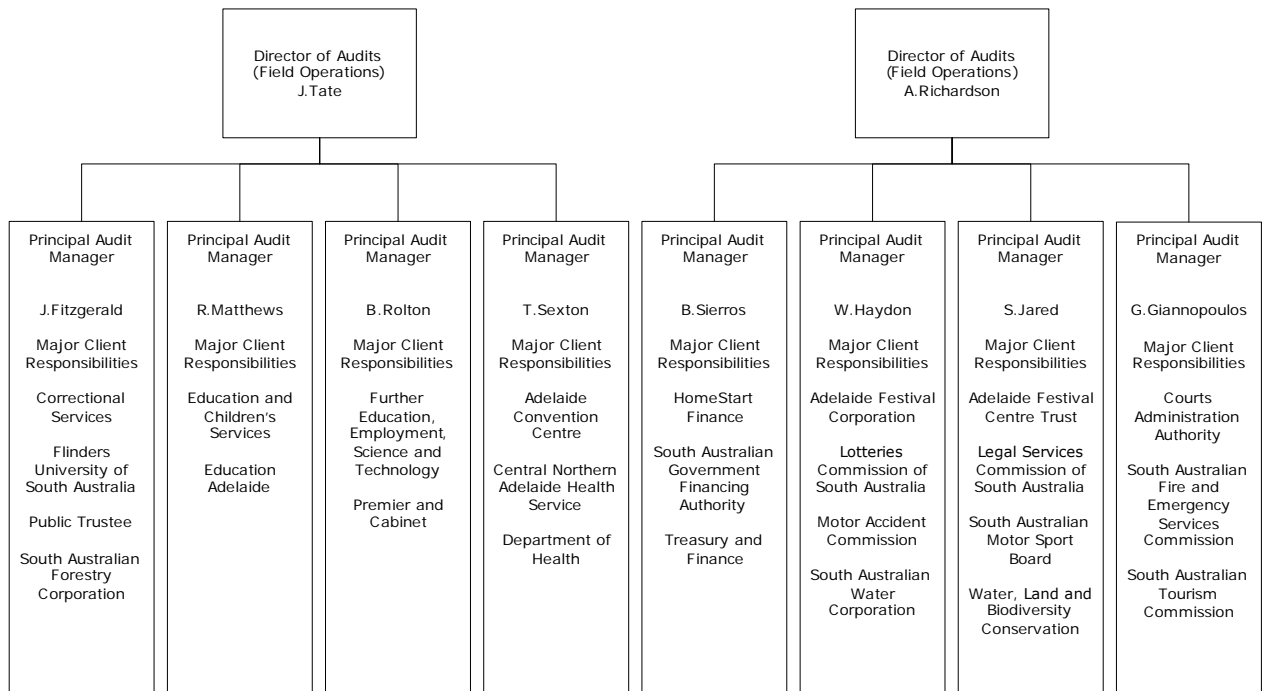 Director of Audits
(Field Operations)
J.Tate
Director of Audits
(Field Operations)
A.Richardson
Principal Audit
Manager
J.Fitzgerald
Major Client
Responsibilities
Correctional
Services
Flinders
University of
South Australia
Public Trustee
South Australian
Forestry
Corporation
Principal Audit
Manager
R.Matthews
Major Client
Responsibilities
Education and
Children's
Services
Education
Adelaide
Principal Audit
Manager
B.Rolton
Major Client
Responsibilities
Further
Education,
Employment,
Science and
Technology
Premier and
Cabinet
Principal Audit
Manager
T.Sexton
Major Client
Responsibilities
Adelaide
Convention
Centre
Central Northern
Adelaide Health
Service
Department of
Health
Principal Audit
Manager
B.Sierros
Major Client
Responsibilities
HomeStart
Finance
South Australian
Government
Financing
Authority
Treasury and
Finance
Principal Audit
Manager
W.Haydon
Major Client
Responsibilities
Adelaide Festival
Corporation
Lotteries
Commission of
South Australia
Motor Accident
Commission
South Australian
Water
Corporation
Principal Audit
Manager
S.Jared
Major Client
Responsibilities
Adelaide Festival
Centre Trust
Legal Services
Commission of
South Australia
South Australian
Motor Sport
Board
Water, Land and
Biodiversity
Conservation
Principal Audit
Manager
G.Giannopoulos
Major Client
Responsibilities
Courts
Administration
Authority
South Australian
Fire and
Emergency
Services
Commission
South Australian
Tourism
Commission